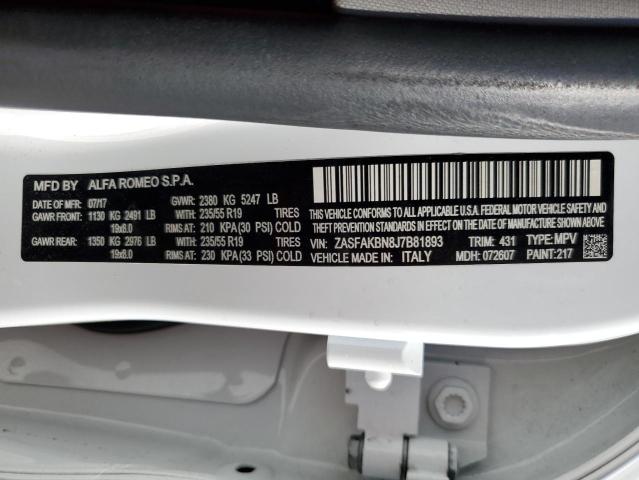 MFD BY ALFA ROMEO S.P.A.
DATE OF MFR: 07/17 GVWR: 2380 KG 5247 LB
GAWR FRONT: 1130 KG 2491 LB WITH: 235/55 R19 TIRES
19x8.0 RIMS AT: 210 KPA(30 PSI) COLD
GAWR REAR: 1350 KG 2976 LB WITH: 235/55 R19 TIRES
19x8.0 RIMS AT: 230 KPA(33 PSI) COLD
THIS VEHICLE CONFORMS TO ALL APPLICABLE U.S.A. FEDERAL MOTOR VEHICLE SAFETY, BUMPER, AND
THEFT PREVENTION STANDARDS IN EFFECT ON THE DATE OF MANUFACTURE SHOWN ABOVE.
VIN: ZASFAKBN8J7B81893 TRIM: 431 TYPE: MPV
VEHICLE MADE IN: ITALY MDH: 072607 PAINT: 217